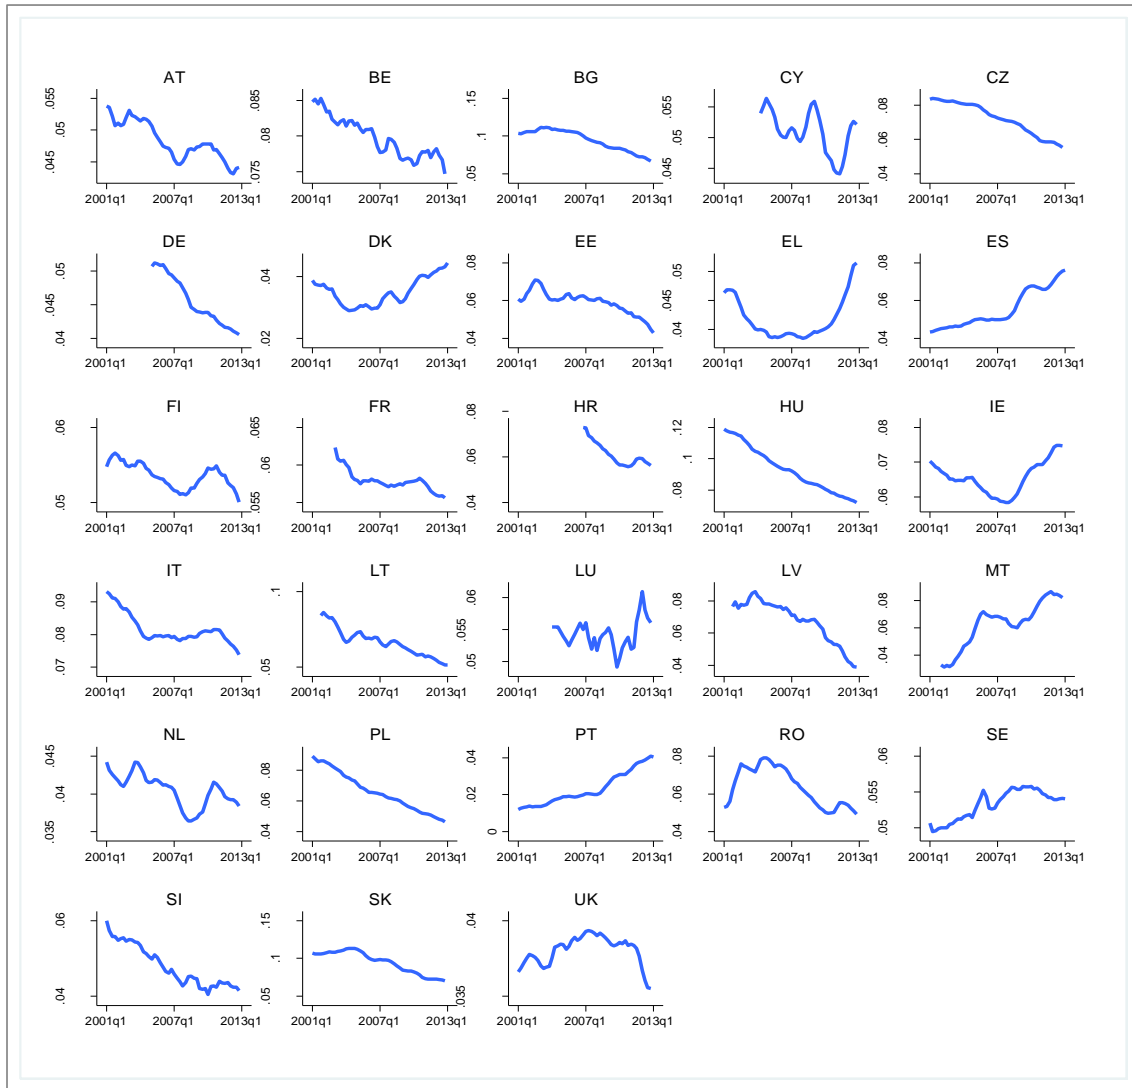 AT BE BG CY CZ
.045 .05 .055 .075 .08 .085 .05 .1 .15 .045 .05 .055 .04 .06 .08
2001q1 2007q1 2013q1 2001q1 2007q1 2013q1 2001q1 2007q1 2013q1 2001q1 2007q1 2013q1 2001q1 2007q1 2013q1
DE DK EE EL ES
.04 .045 .05 .02 .04 .04 .06 .08 .04 .045 .05 .04 .06 .08
2001q1 2007q1 2013q1 2001q1 2007q1 2013q1 2001q1 2007q1 2013q1 2001q1 2007q1 2013q1 2001q1 2007q1 2013q1
FI FR HR HU IE
.05 .06 .055 .06 .065 .04 .06 .08 .08 .1 .12 .06 .07 .08
2001q1 2007q1 2013q1 2001q1 2007q1 2013q1 2001q1 2007q1 2013q1 2001q1 2007q1 2013q1 2001q1 2007q1 2013q1
IT LT LU LV MT
.07 .08 .09 .05 .1 .05 .055 .06 .04 .06 .08 .04 .06 .08
2001q1 2007q1 2013q1 2001q1 2007q1 2013q1 2001q1 2007q1 2013q1 2001q1 2007q1 2013q1 2001q1 2007q1 2013q1
NL PL PT RO SE
.035 .04 .045 .04 .06 .08 0 .02 .04 .04 .06 .08 .05 .055 .06
2001q1 2007q1 2013q1 2001q1 2007q1 2013q1 2001q1 2007q1 2013q1 2001q1 2007q1 2013q1 2001q1 2007q1 2013q1
SI SK UK
.04 .06 .05 .1 .15 .035 .04
2001q1 2007q1 2013q1 2001q1 2007q1 2013q1 2001q1 2007q1 2013q1